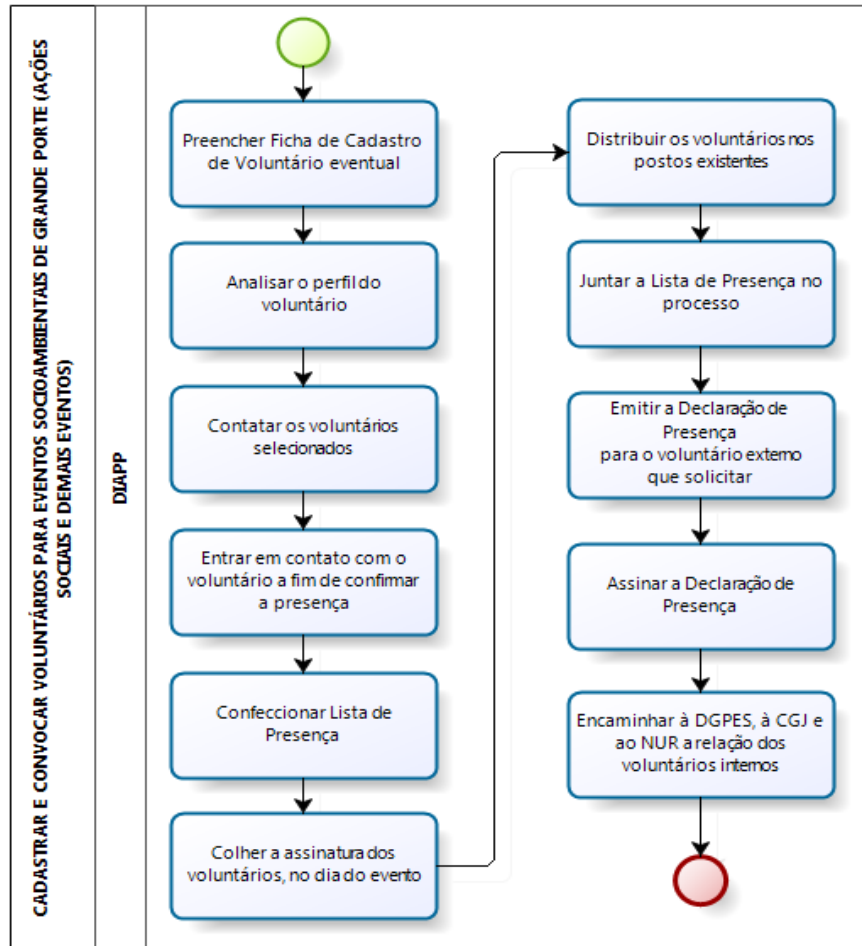 CADASTRAR E CONVOCAR VOLUNTÁRIOS PARA EVENTOS SOCIOAMBIENTAIS DE GRANDE PORTE (AÇÕES
SOCIAIS E DEMAIS EVENTOS)
DIAPP
Preencher Ficha de Cadastro
de Voluntário eventual
Analisar o perfil do
voluntário
Contatar os voluntários
selecionados
Entrar em contato com o
voluntário a fim de confirmar
a presença
Confeccionar Lista de
Presença
Colher a assinatura dos
voluntários, no dia do evento
Distribuir os voluntários nos
postos existentes
Juntar a Lista de Presença no
processo
Emitir a Declaração de
Presença
para o voluntário externo
que solicitar
Assinar a Declaração de
Presença
Encaminhar à DGPES, à CGJ e
ao NUR a relação dos
voluntários internos